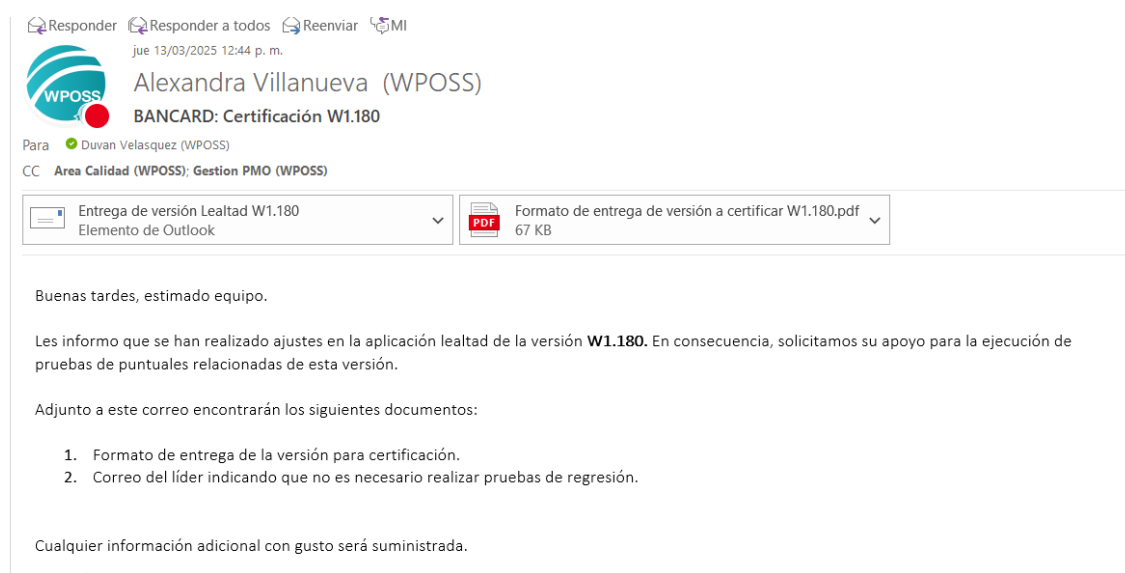 Responder Responder a todos Reenviar MI
jue 13/03/2025 12:44 p. m.
Alexandra Villanueva (WPOSS)
WPOSS
BANCARD: Certificación W1.180
Para Duvan Velasquez (WPOSS)
CC Area Calidad (WPOSS); Gestion PMO (WPOSS)
Entrega de versión Lealtad W1.180
Elemento de Outlook
PDF
Formato de entrega de versión a certificar W1.180.pdf
67 KB
Buenas tardes, estimado equipo.
Les informo que se han realizado ajustes en la aplicación lealtad de la versión W1.180. En consecuencia, solicitamos su apoyo para la ejecución de
pruebas de puntuales relacionadas de esta versión.
Adjunto a este correo encontrarán los siguientes documentos:
1. Formato de entrega de la versión para certificación.
2. Correo del líder indicando que no es necesario realizar pruebas de regresión.
Cualquier información adicional con gusto será suministrada.